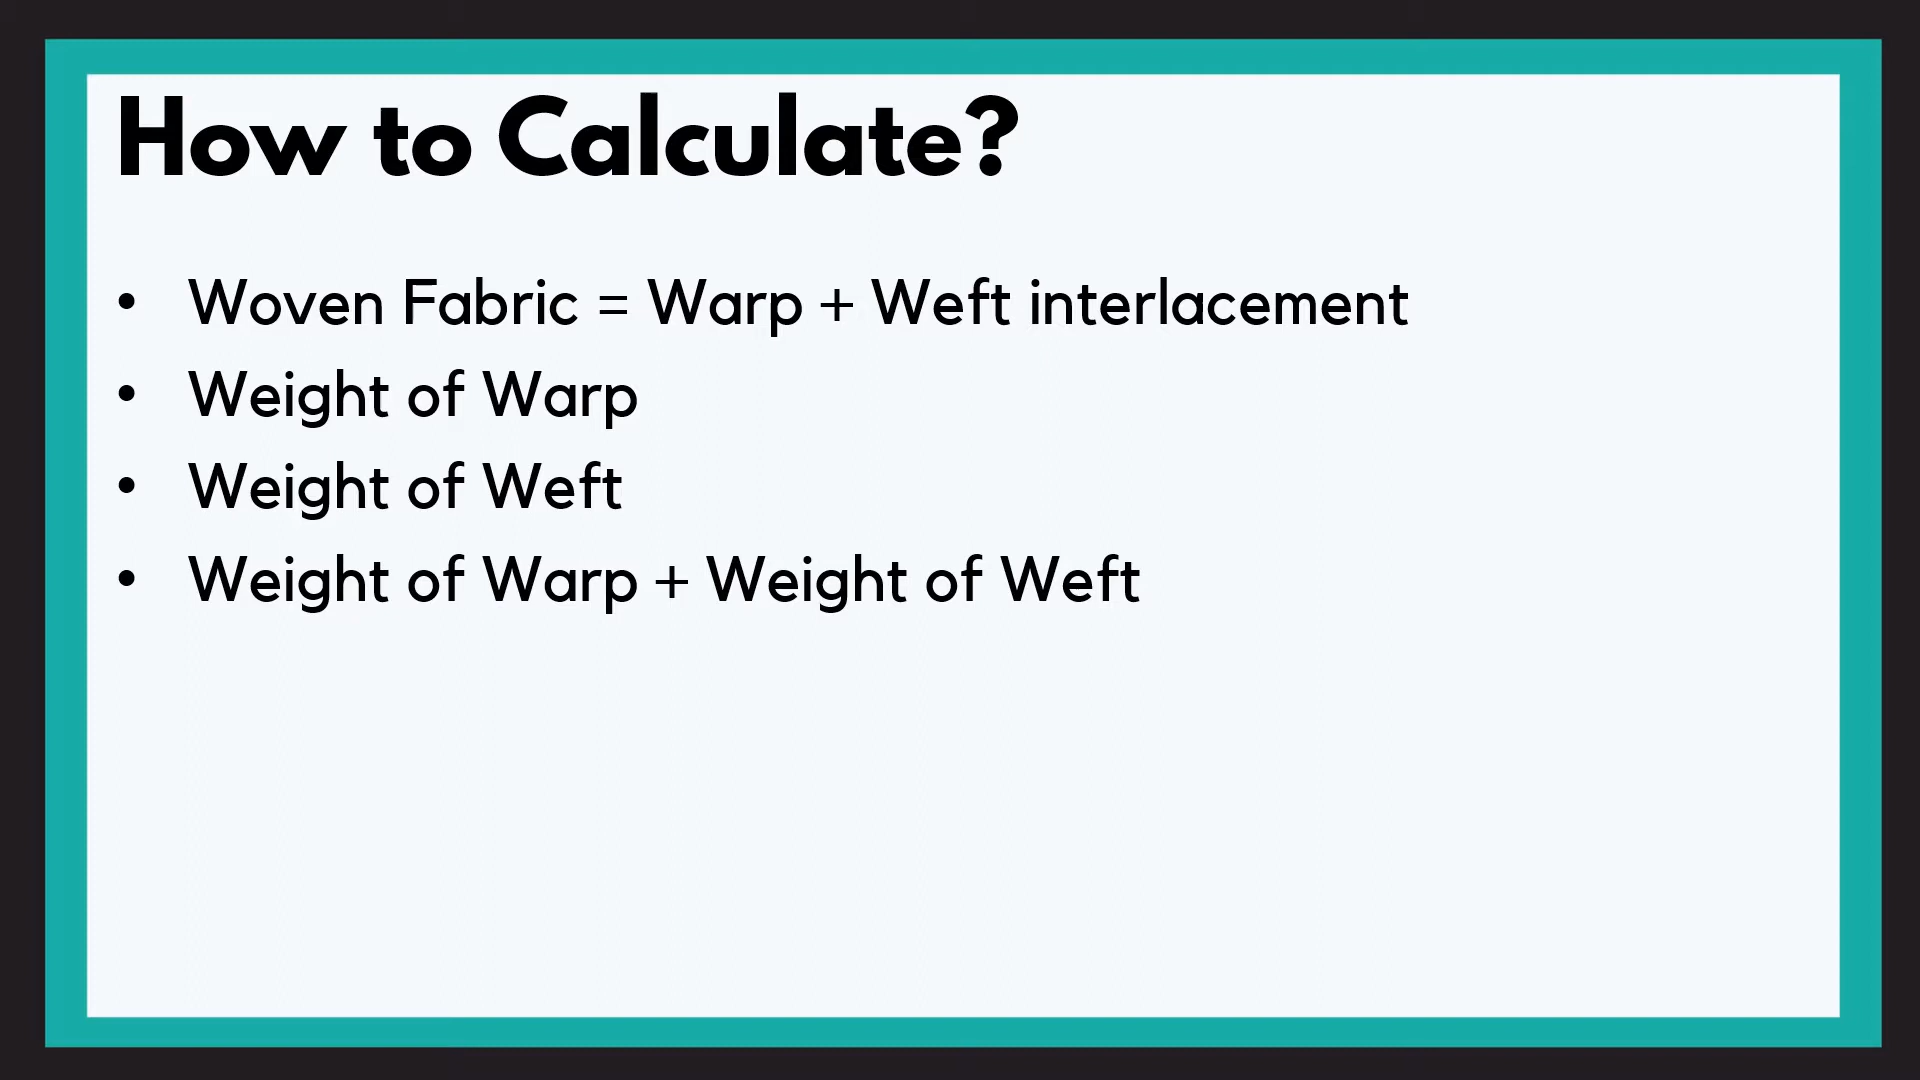 How to Calculate?
• Woven Fabric = Warp + Weft interlacement
• Weight of Warp
• Weight of Weft
• Weight of Warp + Weight of Weft